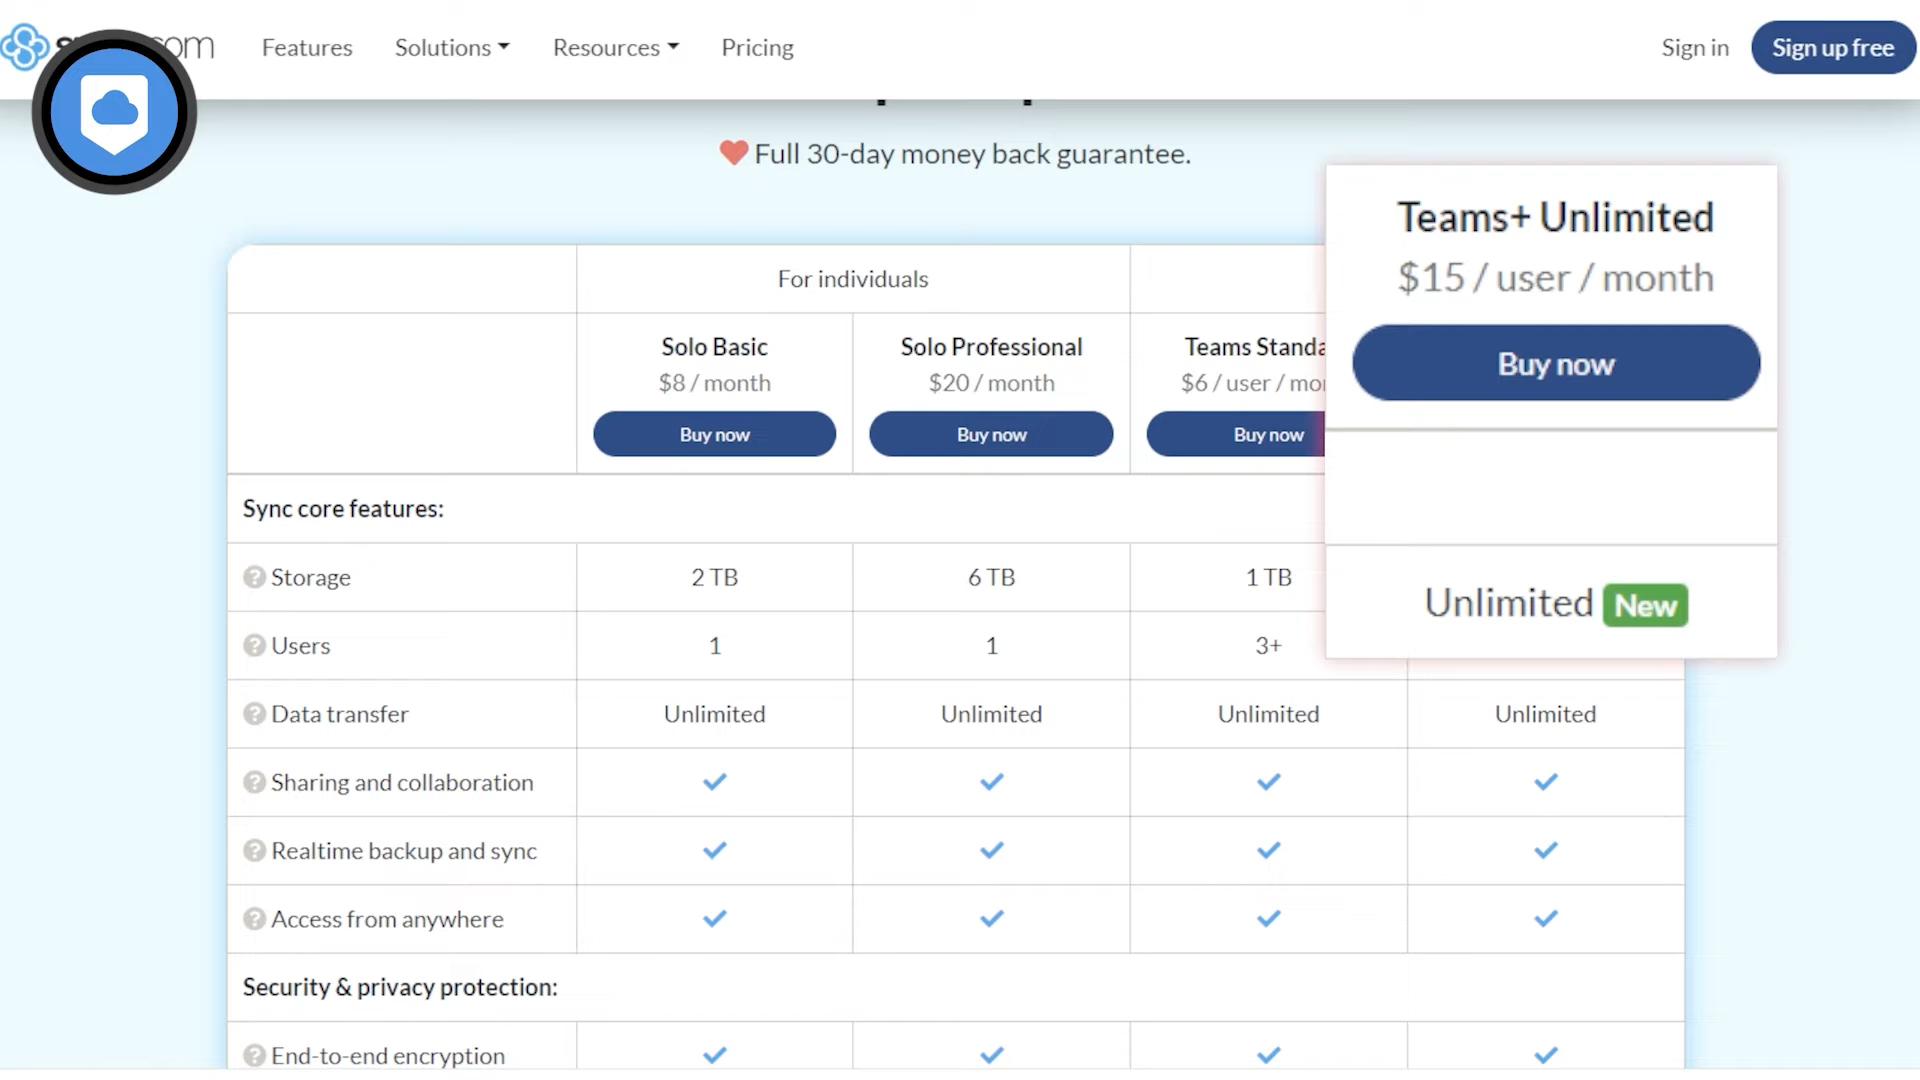 Features Solutions Resources Pricing Sign in Sign up free
Full 30-day money back guarantee.
Teams+ Unlimited
$15 / user / month
Buy now
For individuals
Solo Basic Solo Professional Teams
$8 / month $20 / month $6 / user /
Buy now Buy now Buy now
Sync core features:
Storage 2 TB 6 TB 1 TB Unlimited New
Users 1 1 3+
Data transfer Unlimited Unlimited Unlimited Unlimited
Sharing and collaboration
Realtime backup and sync
Access from anywhere
Security & privacy protection:
End-to-end encryption